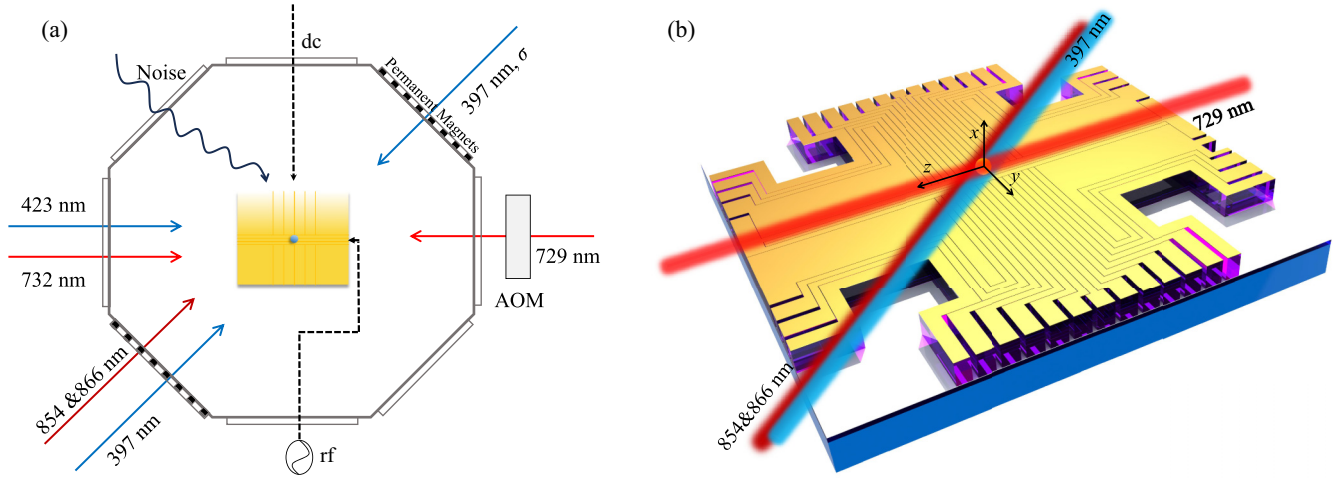 (a)
dc
Noise
397 nm, σ
Permanent Magnets
423 nm
732 nm
729 nm
AOM
854 &866 nm
397 nm
rf
(b)
397 nm
729 nm
x
z
y
854&866 nm